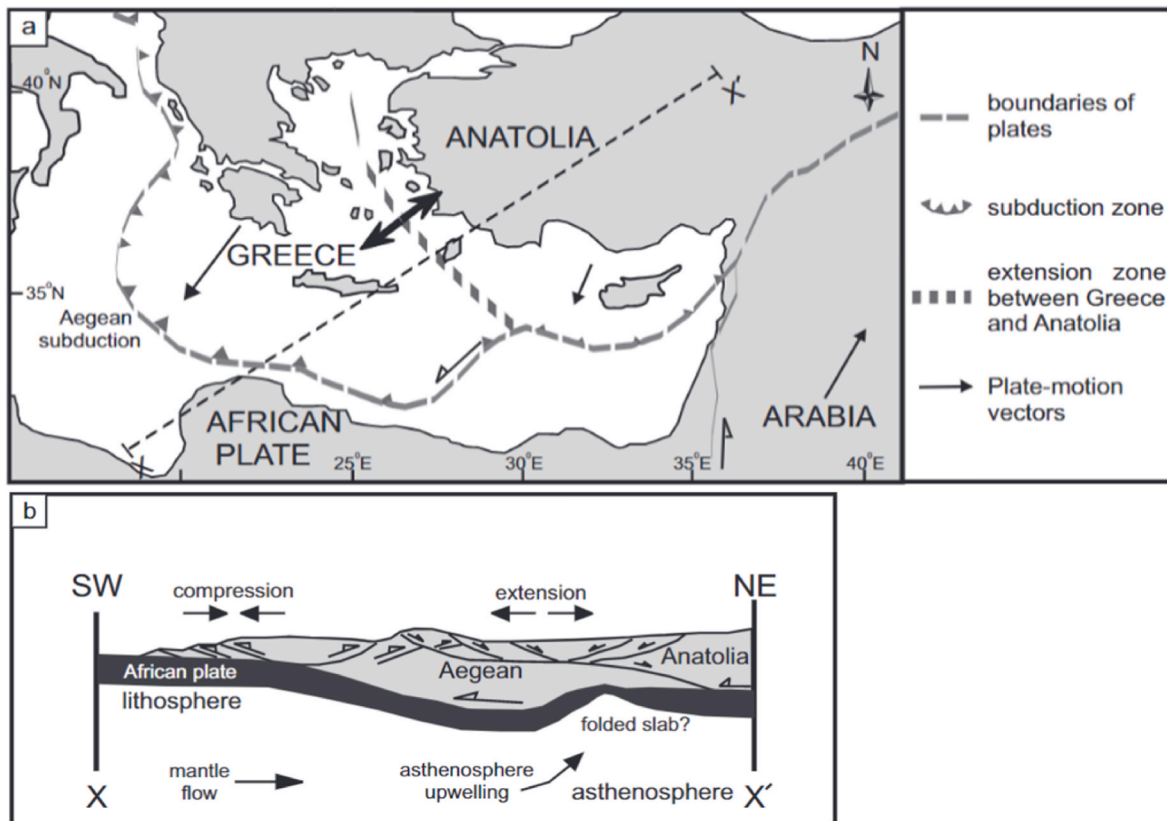 a
40°N
N
X'
ANATOLIA
GREECE
35°N
Aegean
subduction
AFRICAN
PLATE
ARABIA
X
25°E
30°E
35°E
40°E
boundaries of
plates
subduction zone
extension zone
between Greece
and Anatolia
Plate-motion
vectors
b
SW
compression
extension
NE
African plate
lithosphere
Aegean
Anatolia
folded slab?
mantle
flow
asthenosphere
upwelling
asthenosphere
X
X′